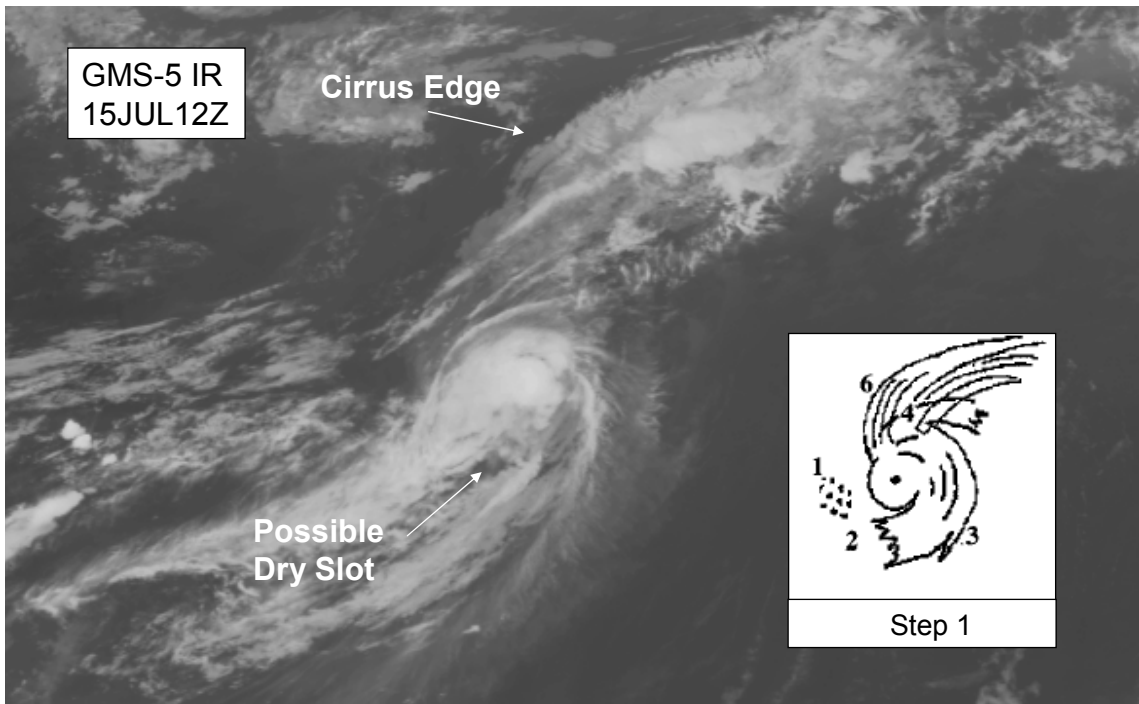 GMS-5 IR
15JUL12Z
Cirrus Edge
Possible
Dry Slot
6
4
1
2
3
Step 1